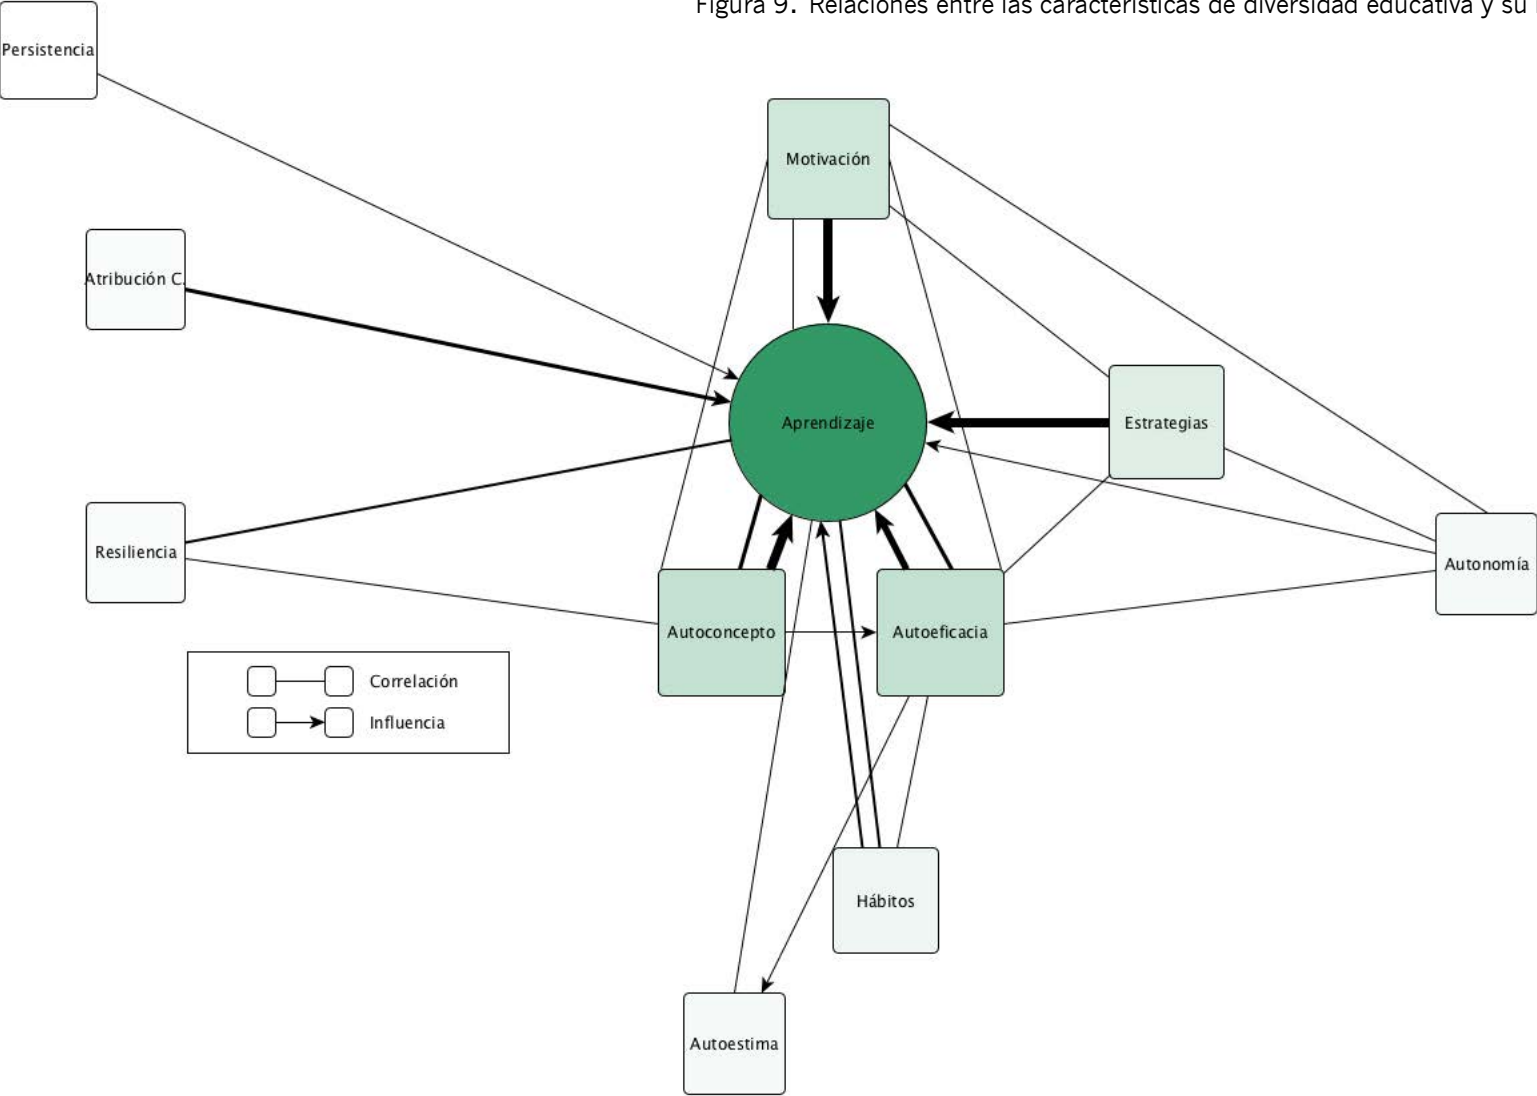 Figura 9. Relaciones entre las características de diversidad educativa y su
Persistencia
Motivación
Atribución C.
Aprendizaje
Estrategias
Resiliencia
Autonomía
Autoconcepto
Autoeficacia
Correlación
Influencia
Hábitos
Autoestima